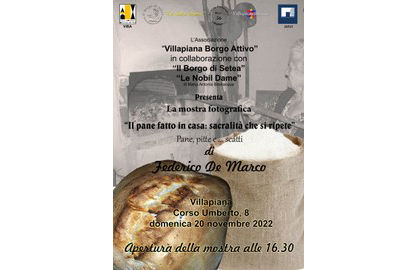 L'Associazione
"Villapiana Borgo Attivo"
in collaborazione con
"Il Borgo di Setea"
"Le Nobil Dame"
Presenta
La mostra fotografica
"Il pane fatto in casa: sacralità che si ripete"
Pane, pitte e ... scatti
di
Federico De Marco
Villapiana
Corso Umberto, 8
domenica 20 novembre 2022
Apertura della mostra alle 16.30